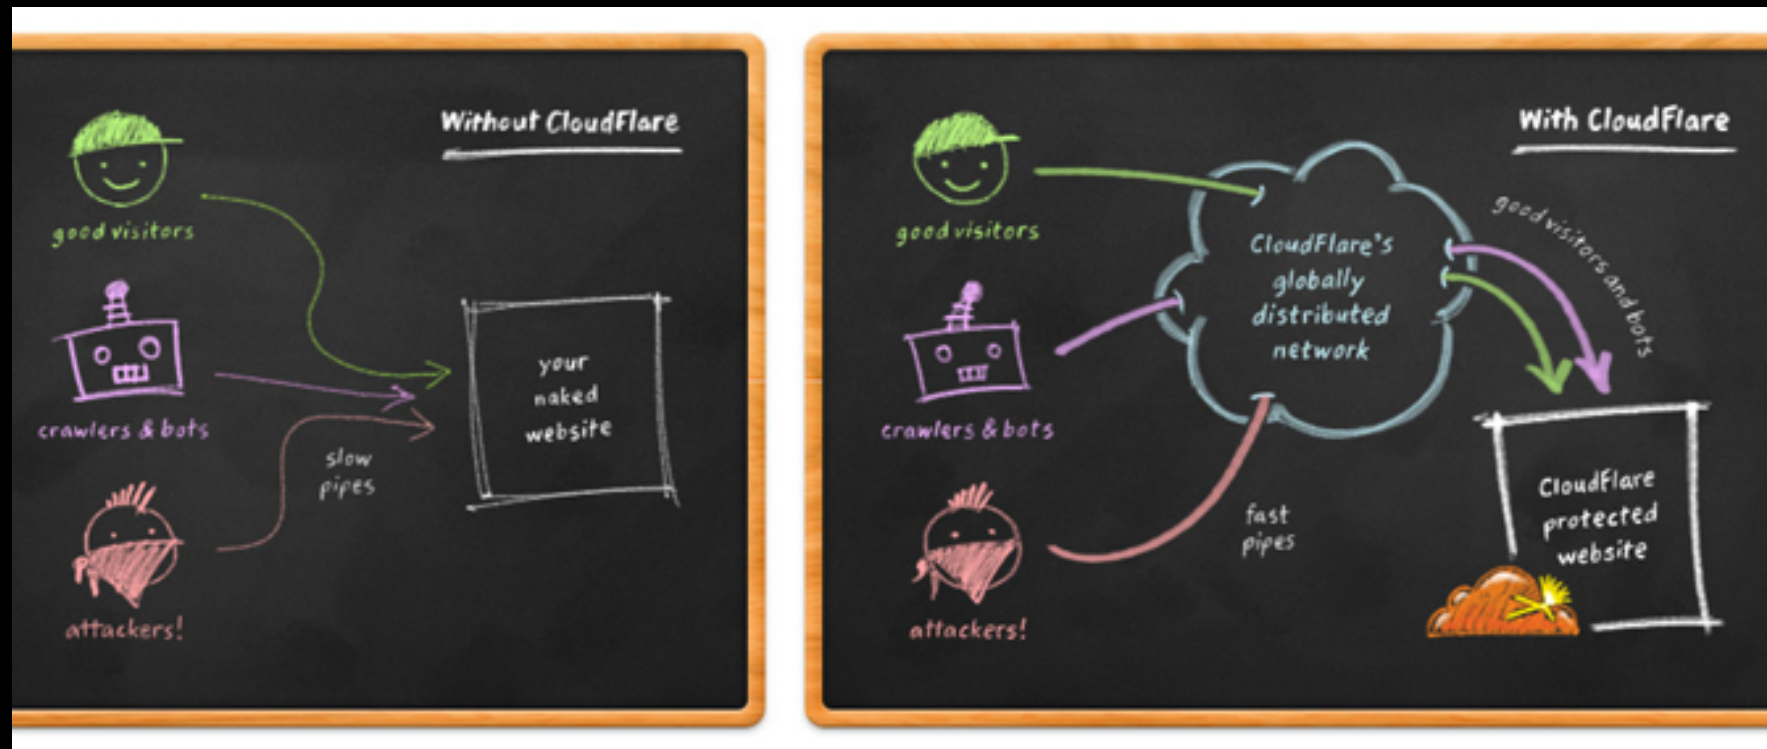 Without CloudFlare
good visitors
crawlers & bots
slow
pipes
attackers!
your
naked
website
With CloudFlare
good visitors
crawlers & bots
attackers!
CloudFlare's
globally
distributed
network
fast
pipes
good visitors and bots
CloudFlare
protected
website